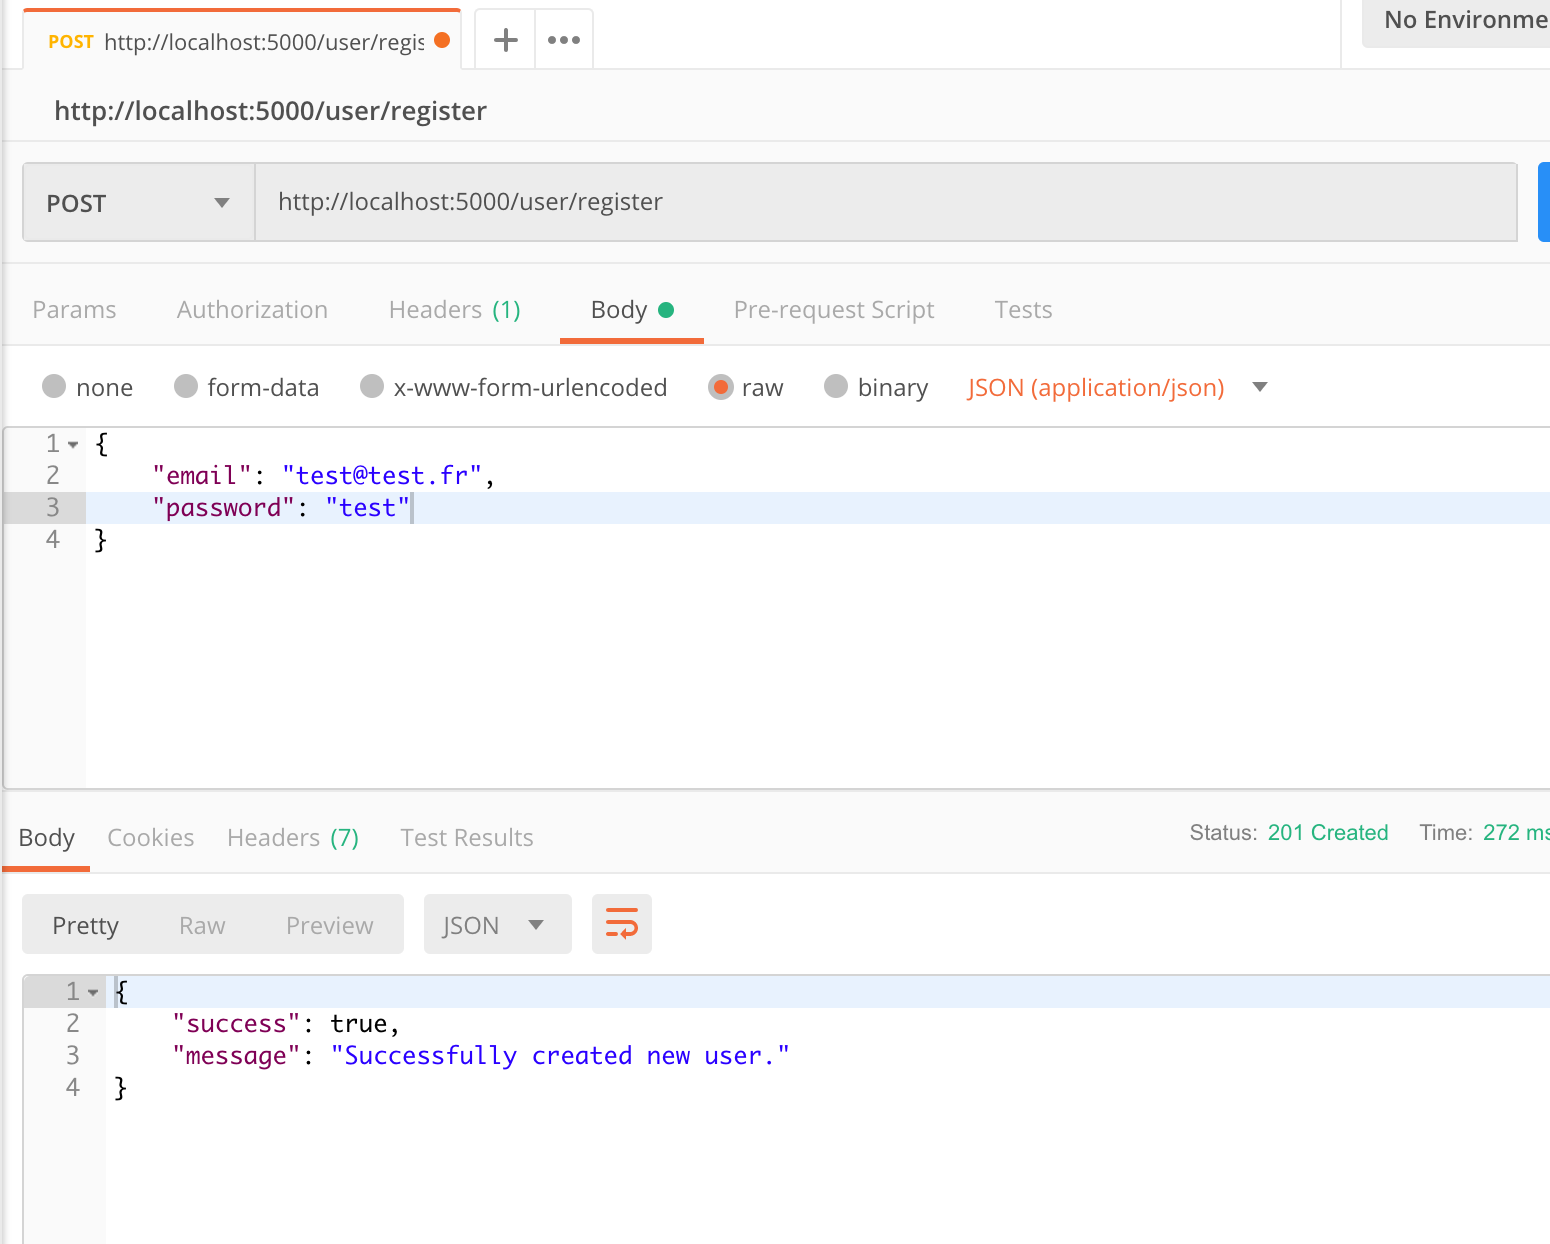 POST http://localhost:5000/user/regis
No Environme
http://localhost:5000/user/register
POST http://localhost:5000/user/register
Params Authorization Headers (1) Body Pre-request Script Tests
none form-data x-www-form-urlencoded raw binary JSON (application/json)
1 {
2 "email": "test@test.fr",
3 "password": "test"
4 }
Body Cookies Headers (7) Test Results Status: 201 Created Time: 272 ms
Pretty Raw Preview JSON
1 {
2 "success": true,
3 "message": "Successfully created new user."
4 }